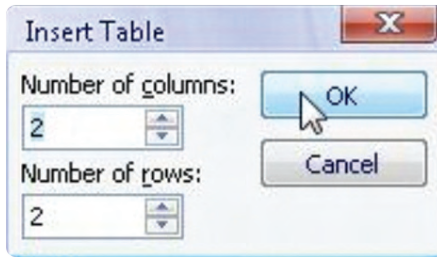 Insert Table
Number of columns:
2
OK
Number of rows:
2
Cancel